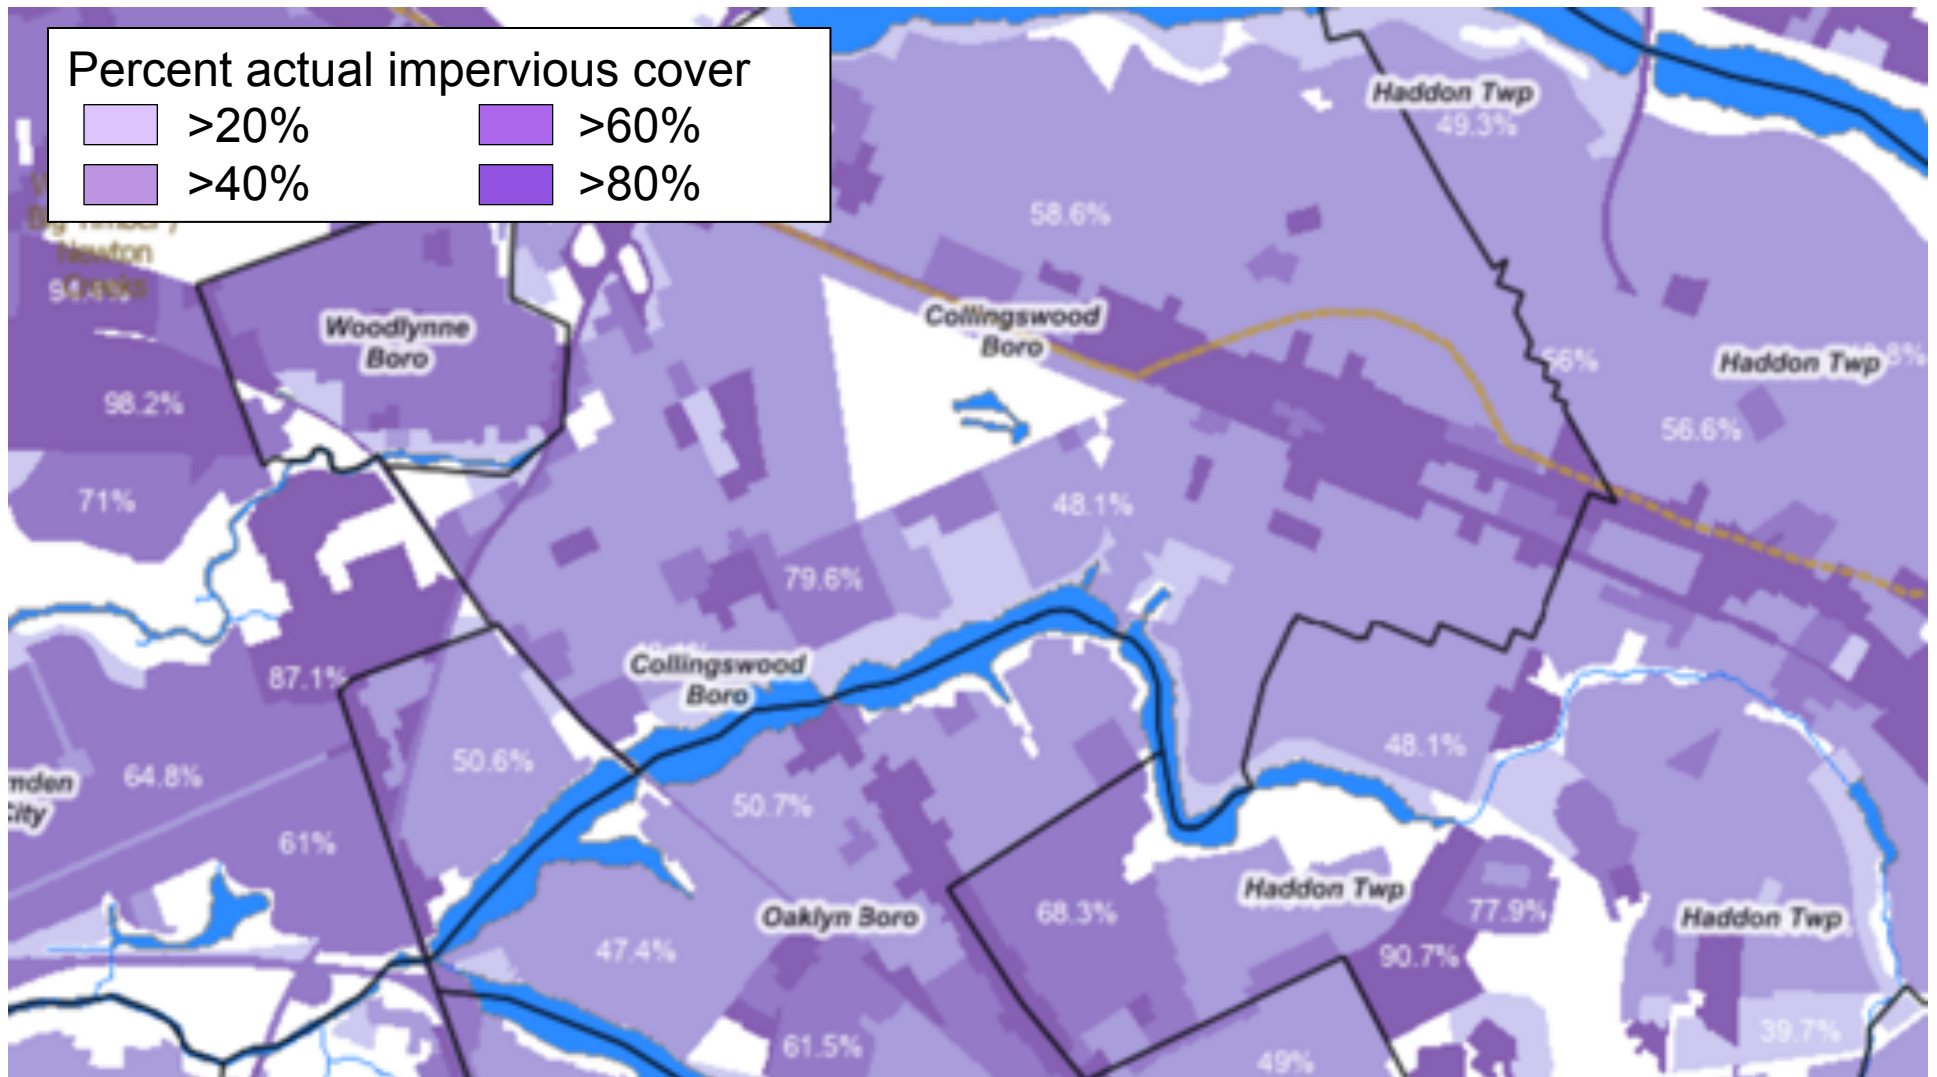 Percent actual impervious cover
>20% >60%
>40% >80%
Haddon Twp
49.3%
58.6%
Newton
Woodlynne
Boro
Collingswood
Boro
56%
Haddon Twp
98.2%
56.6%
71%
48.1%
79.6%
Collingswood
Boro
87.1%
48.1%
50.6%
64.8%
50.7%
61%
Haddon Twp
68.3%
77.9%
Oaklyn Boro
Haddon Twp
47.4%
90.7%
39.7%
61.5%
49%